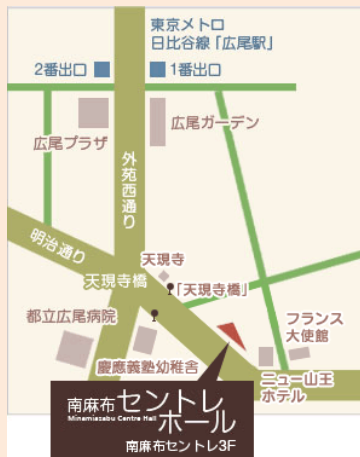 東京メトロ
日比谷線「広尾駅」
2番出口
1番出口
広尾プラザ
広尾ガーデン
外苑西通り
明治通り
天現寺
天現寺橋
「天現寺橋」
都立広尾病院
慶應義塾幼稚舎
フランス
大使館
ニュー山王
ホテル
南麻布セントレ
Minamiazabu Centre Hall
ホール
南麻布セントレ3F